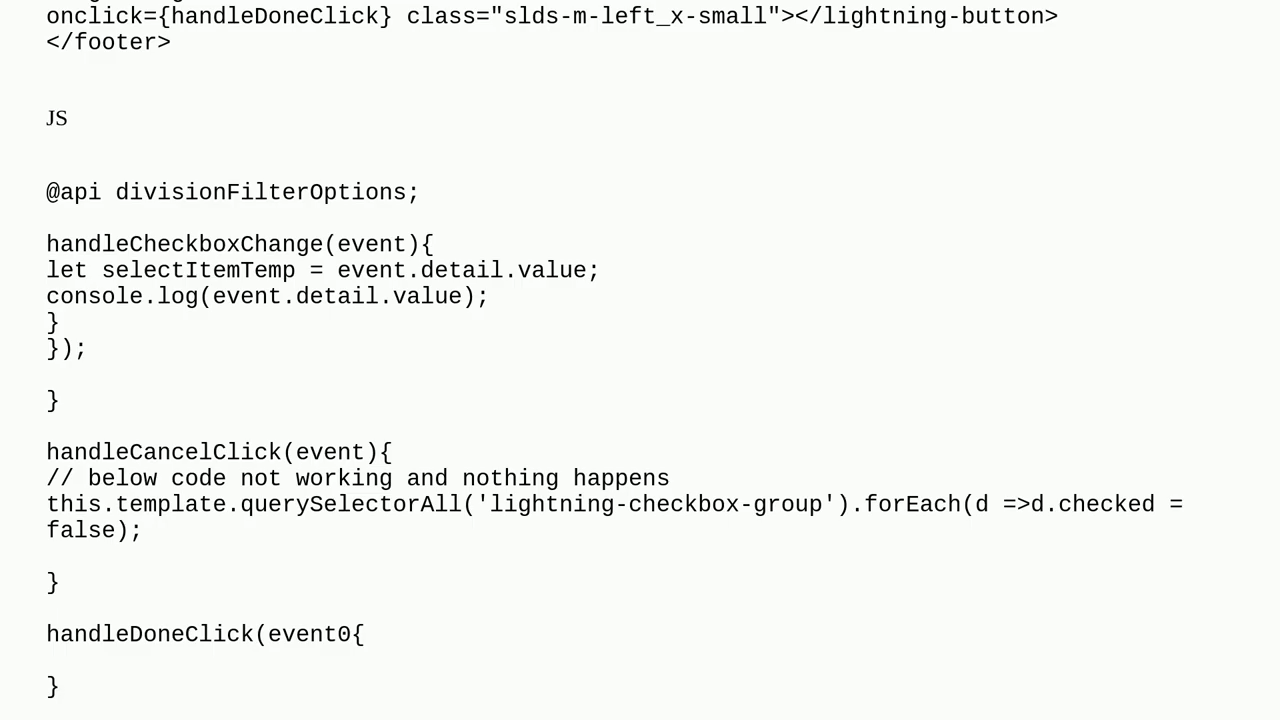 onclick={handleDoneClick} class="slds-m-left_x-small"></lightning-button>
</footer>
JS
@api divisionFilterOptions;
handleCheckboxChange(event){
let selectItemTemp = event.detail.value;
console.log(event.detail.value);
}
});
}
handleCancelClick(event){
// below code not working and nothing happens
this.template.querySelectorAll('lightning-checkbox-group').forEach(d =>d.checked =
false);
}
handleDoneClick(event0{
}